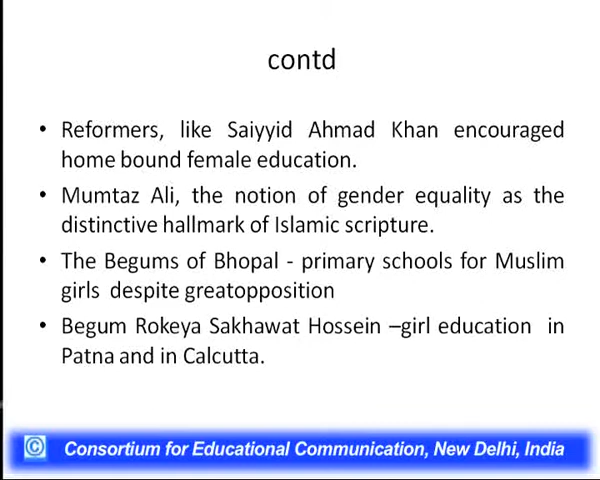 contd
• Reformers, like Saiyyid Ahmad Khan encouraged
home bound female education.
• Mumtaz Ali, the notion of gender equality as the
distinctive hallmark of Islamic scripture.
• The Begums of Bhopal - primary schools for Muslim
girls despite greatopposition
• Begum Rokeya Sakhawat Hossein –girl education in
Patna and in Calcutta.
© Consortium for Educational Communication, New Delhi, India